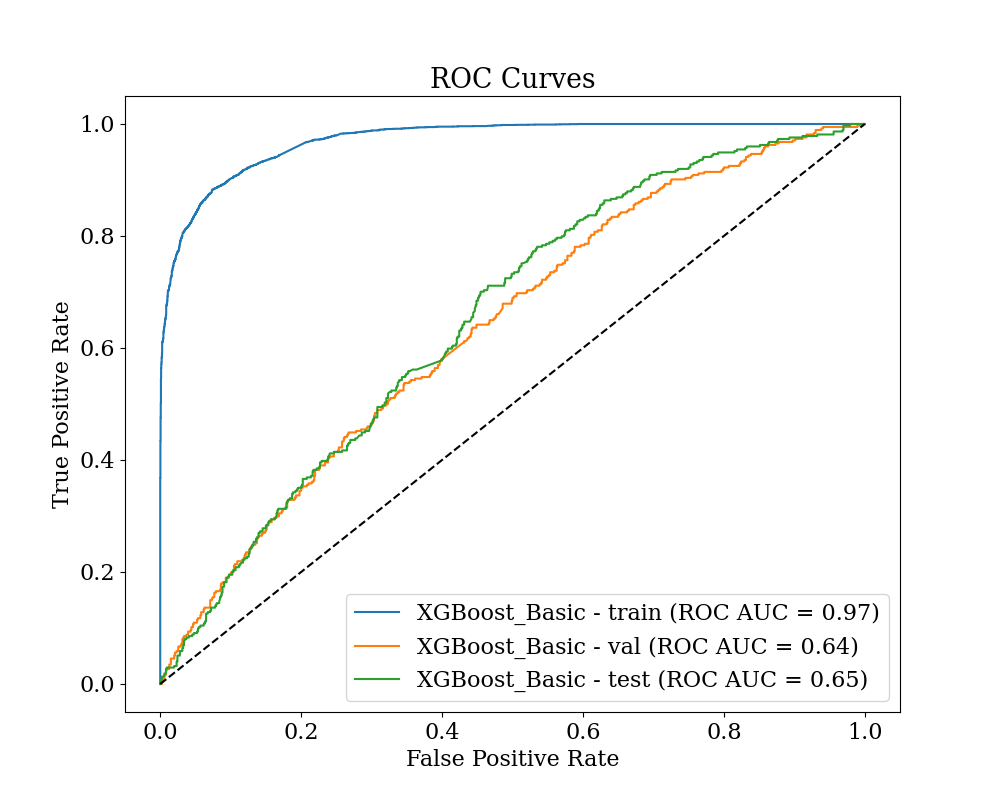 ROC Curves
True Positive Rate
1.0
0.8
0.6
0.4
0.2
0.0
XGBoost_Basic - train (ROC AUC = 0.97)
XGBoost_Basic - val (ROC AUC = 0.64)
XGBoost_Basic - test (ROC AUC = 0.65)
0.0 0.2 0.4 0.6 0.8 1.0
False Positive Rate